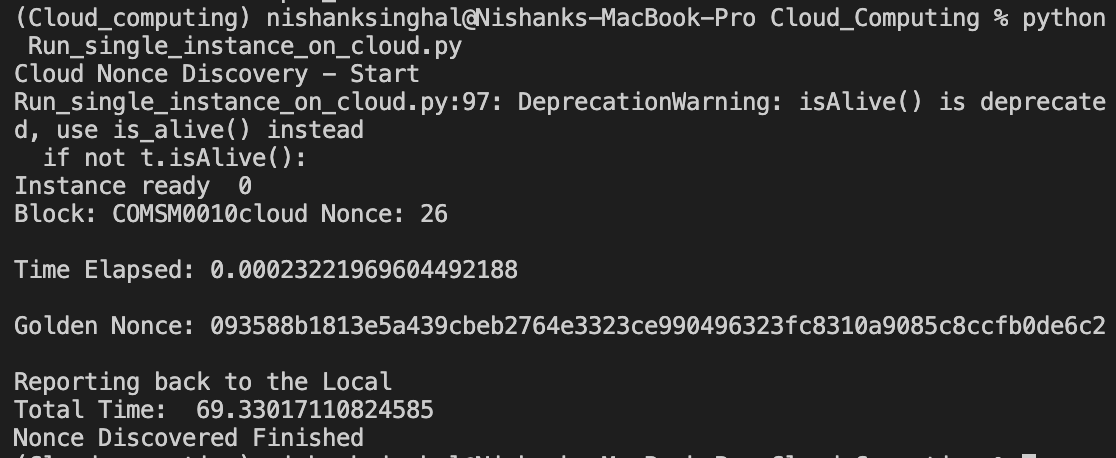 (Cloud_computing) nishanksinghal@Nishanks-MacBook-Pro Cloud_Computing % python
Run_single_instance_on_cloud.py
Cloud Nonce Discovery - Start
Run_single_instance_on_cloud.py:97: DeprecationWarning: isAlive() is deprecate
d, use is_alive() instead
if not t.isAlive():
Instance ready 0
Block: COMSM0010cloud Nonce: 26
Time Elapsed: 0.00023221969604492188
Golden Nonce: 093588b1813e5a439cbeb2764e3323ce990496323fc8310a9085c8ccfb0de6c2
Reporting back to the Local
Total Time: 69.33017110824585
Nonce Discovered Finished